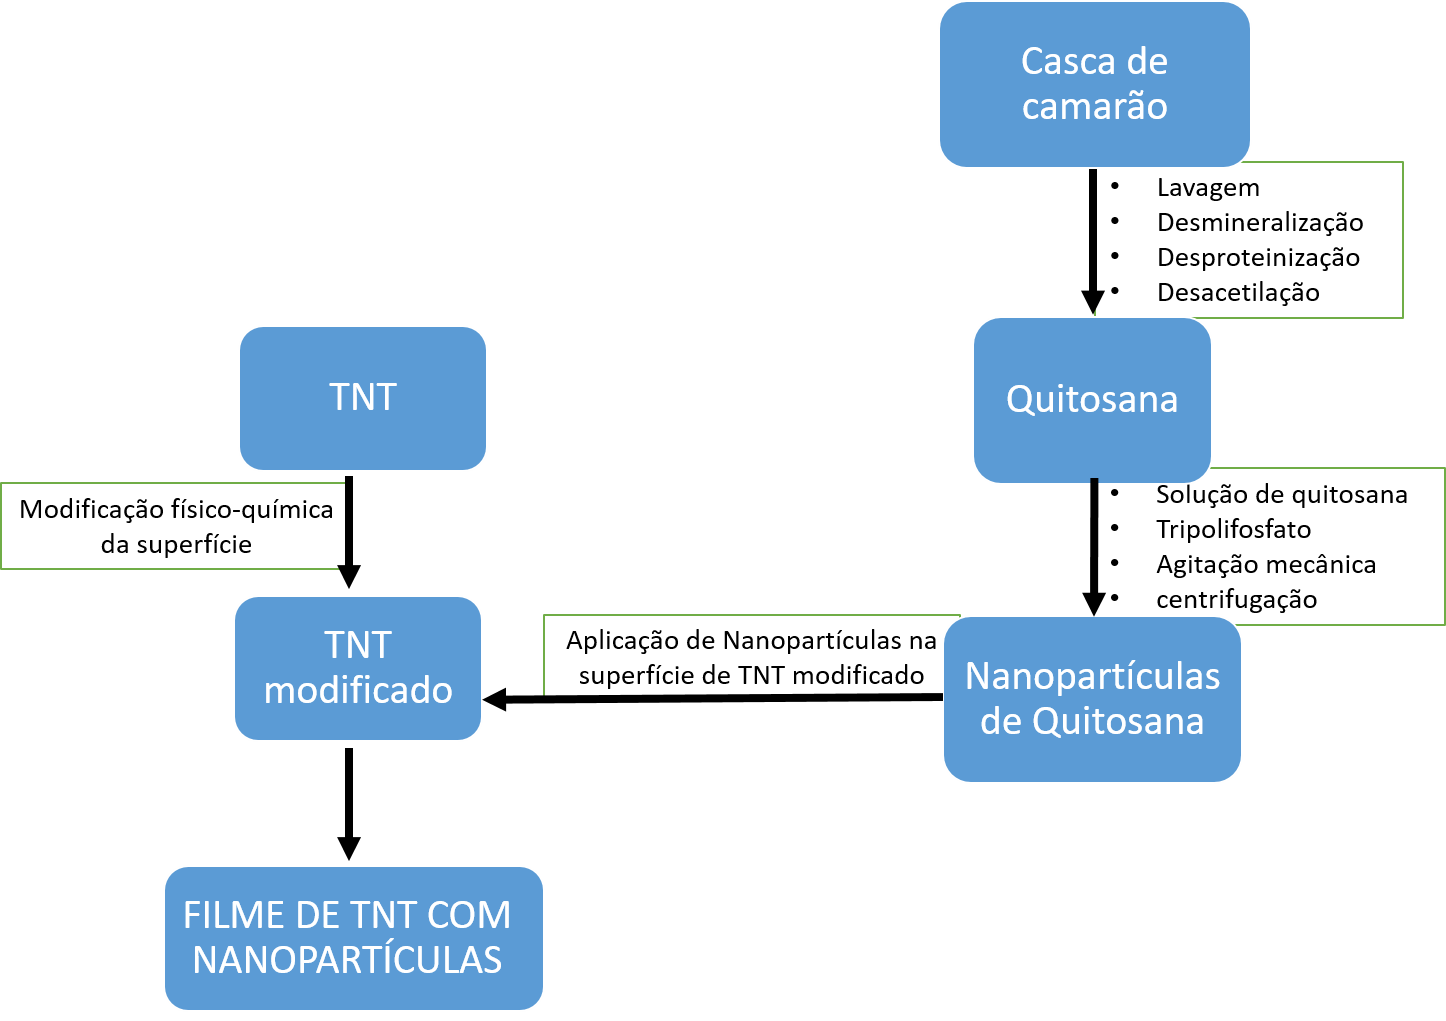 Casca de
camarão
• Lavagem
• Desmineralização
• Desproteinização
• Desacetilação
TNT
Quitosana
Modificação físico-química
da superfície
• Solução de quitosana
• Tripolifosfato
• Agitação mecânica
• centrifugação
TNT
modificado
Aplicação de Nanopartículas na
superfície de TNT modificado
Nanopartículas
de Quitosana
FILME DE TNT COM
NANOPARTÍCULAS